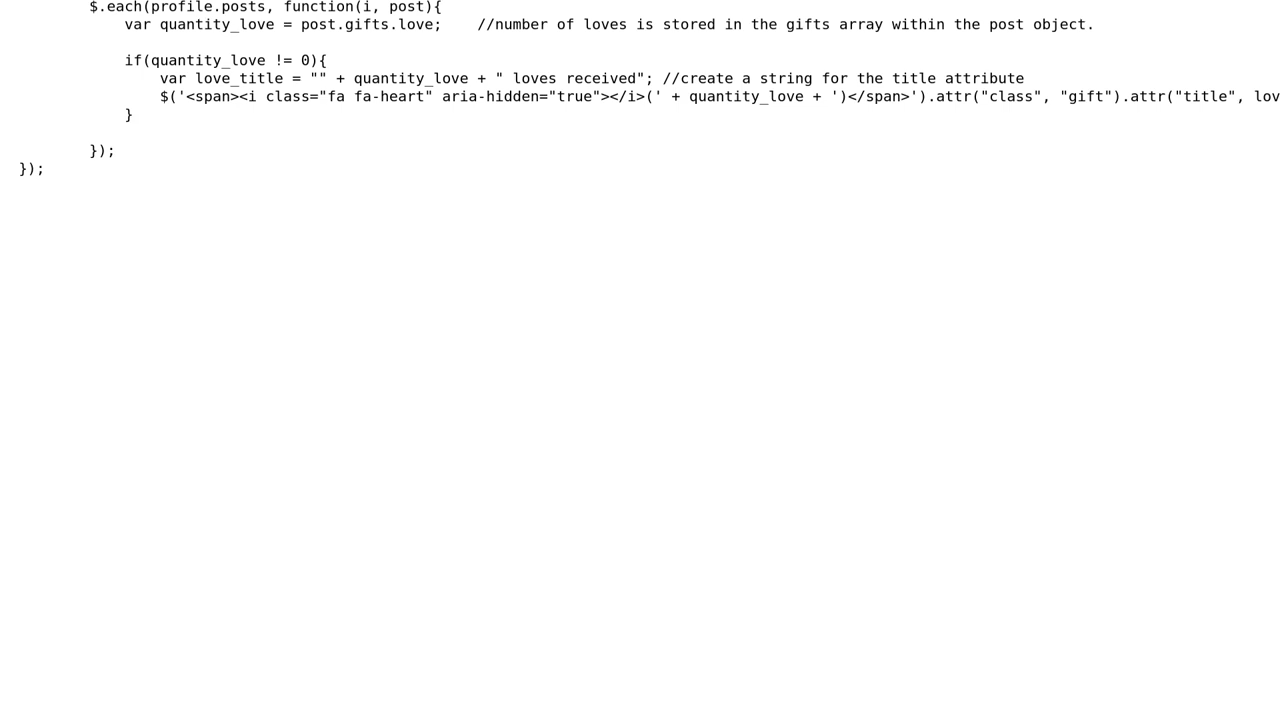 $.each(profile.posts, function(i, post){
var quantity_love = post.gifts.love;    //number of loves is stored in the gifts array within the post object.
if(quantity_love != 0){
var love_title = "" + quantity_love + " loves received"; //create a string for the title attribute
$('<span><i class="fa fa-heart" aria-hidden="true"></i>(' + quantity_love + ')</span>').attr("class", "gift").attr("title", lov
}
});
});